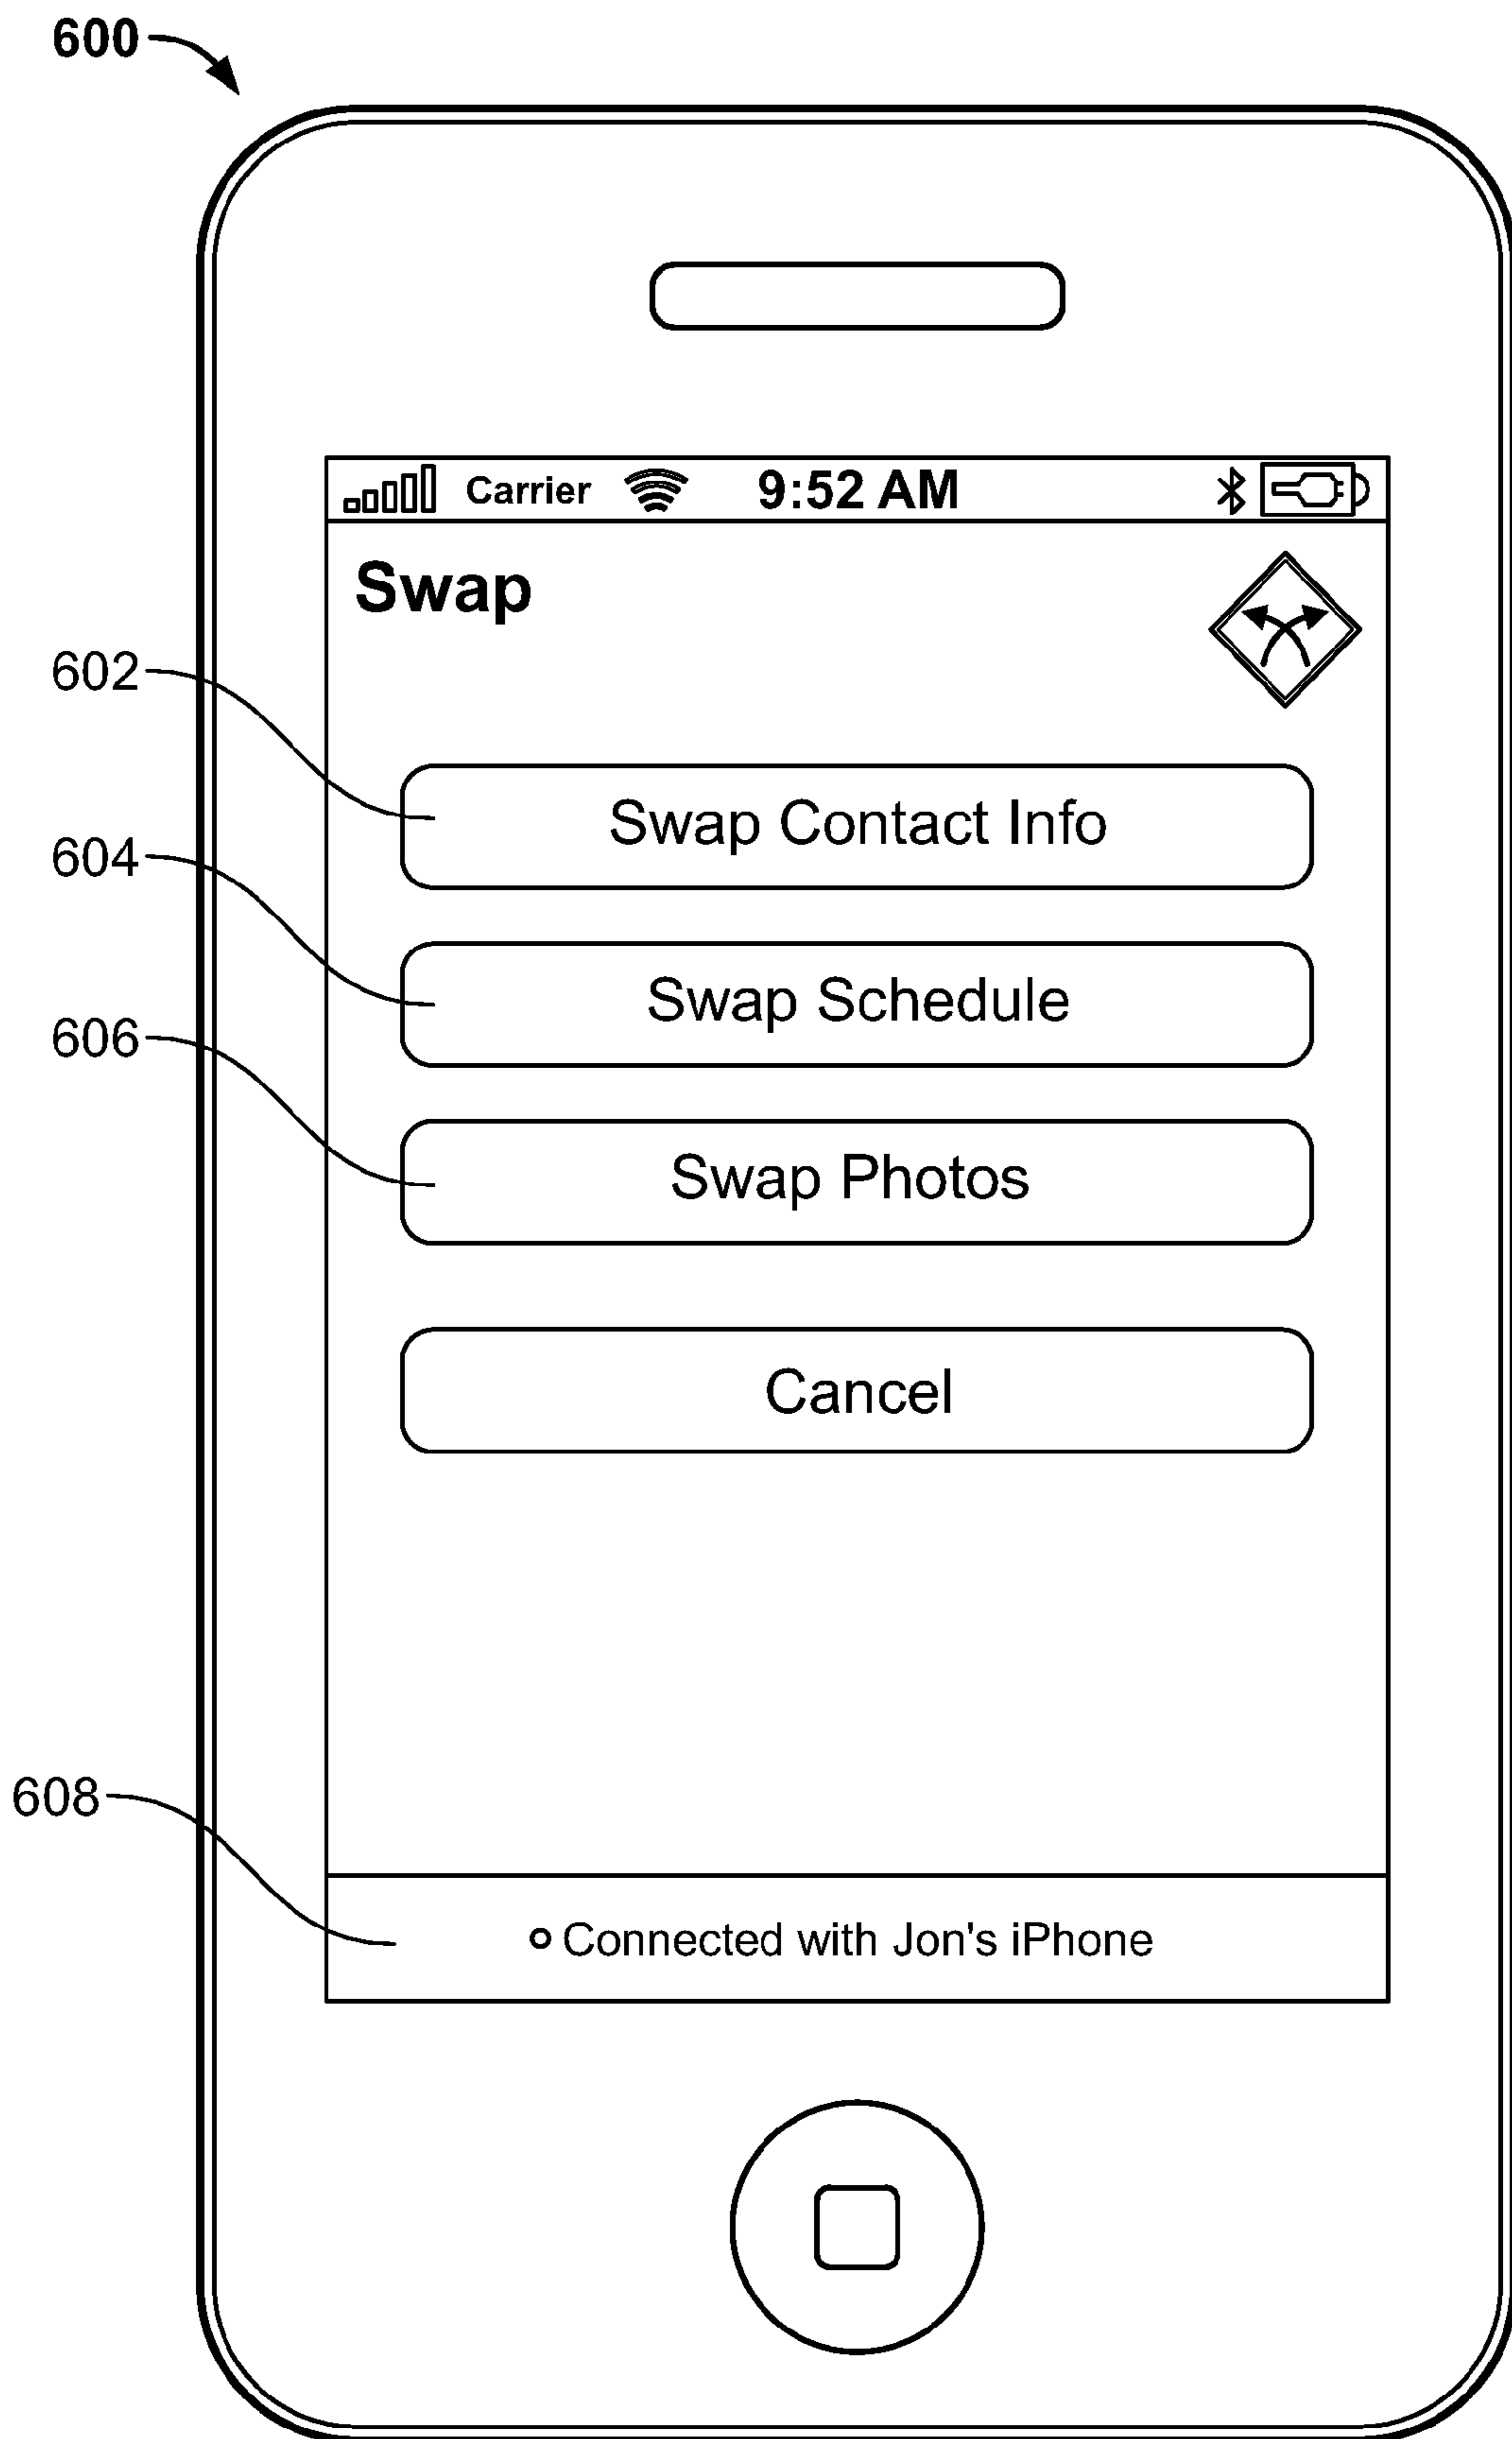 600
Carrier 9:52 AM
Swap
602
Swap Contact Info
604
Swap Schedule
606
Swap Photos
Cancel
608
Connected with Jon's iPhone